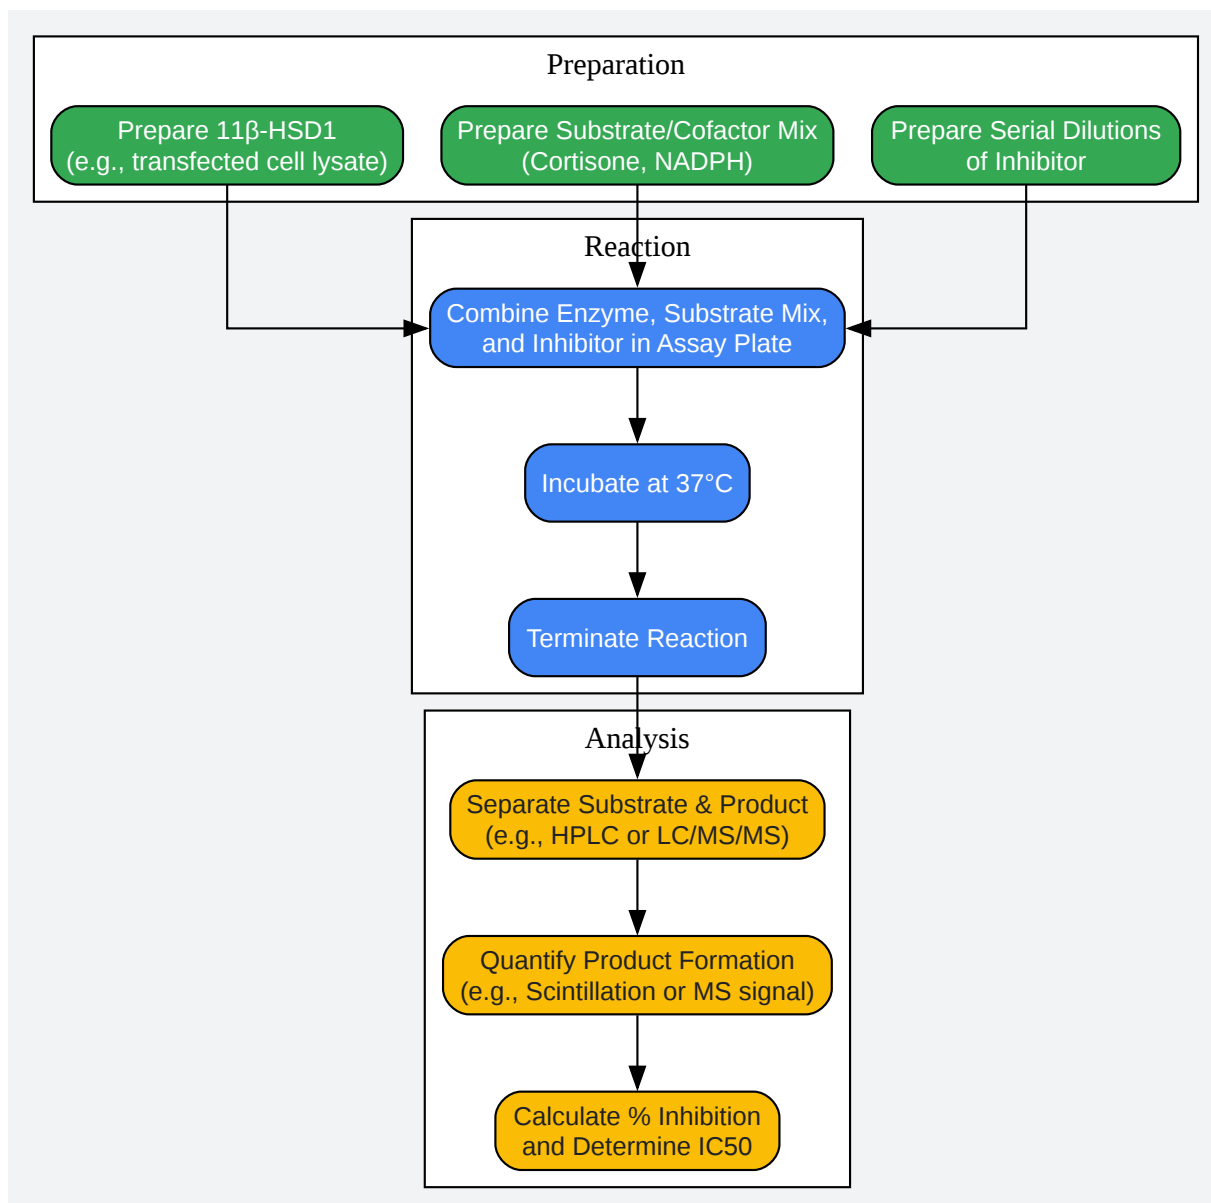 Preparation
Prepare 11β-HSD1
(e.g., transfected cell lysate)
Prepare Substrate/Cofactor Mix
(Cortisone, NADPH)
Prepare Serial Dilutions
of Inhibitor
Reaction
Combine Enzyme, Substrate Mix,
and Inhibitor in Assay Plate
Incubate at 37°C
Terminate Reaction
Analysis
Separate Substrate & Product
(e.g., HPLC or LC/MS/MS)
Quantify Product Formation
(e.g., Scintillation or MS signal)
Calculate % Inhibition
and Determine IC50